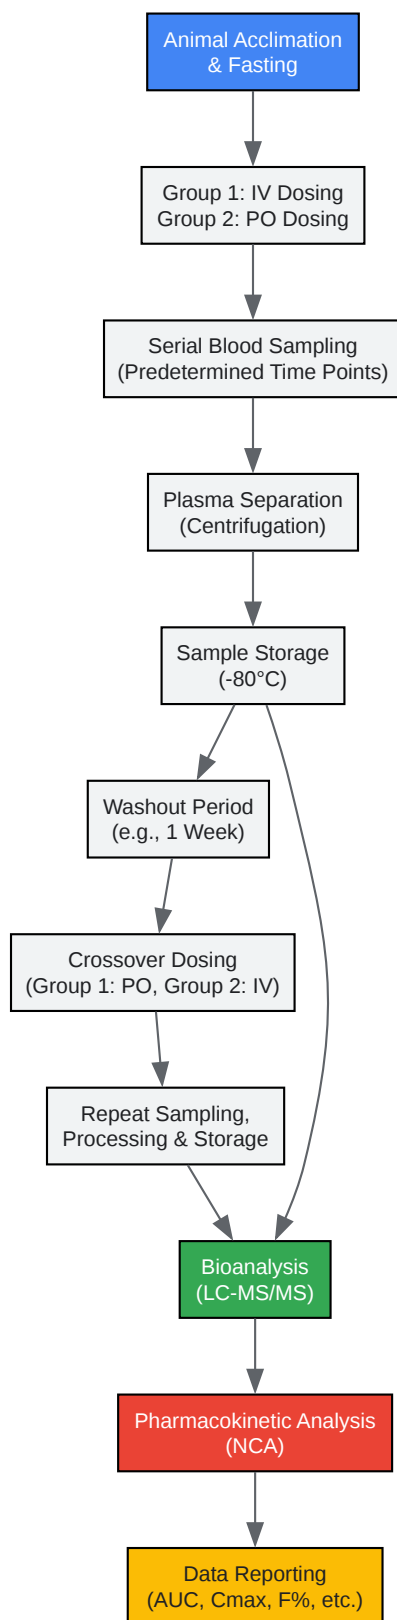 Animal Acclimation
& Fasting
Group 1: IV Dosing
Group 2: PO Dosing
Serial Blood Sampling
(Predetermined Time Points)
Plasma Separation
(Centrifugation)
Sample Storage
(-80°C)
Washout Period
(e.g., 1 Week)
Crossover Dosing
(Group 1: PO, Group 2: IV)
Repeat Sampling,
Processing & Storage
Bioanalysis
(LC-MS/MS)
Pharmacokinetic Analysis
(NCA)
Data Reporting
(AUC, Cmax, F%, etc.)